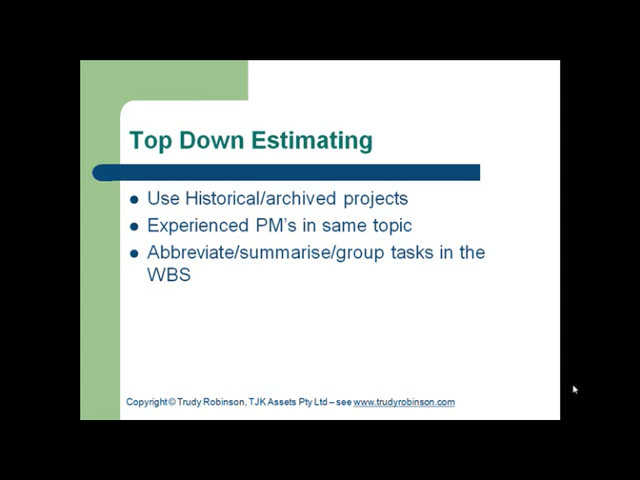 Top Down Estimating
Use Historical/archived projects
Experienced PM's in same topic
Abbreviate/summarise/group tasks in the
WBS
Copyright © Trudy Robinson, TJK Assets Pty Ltd – see www.trudyrobinson.com